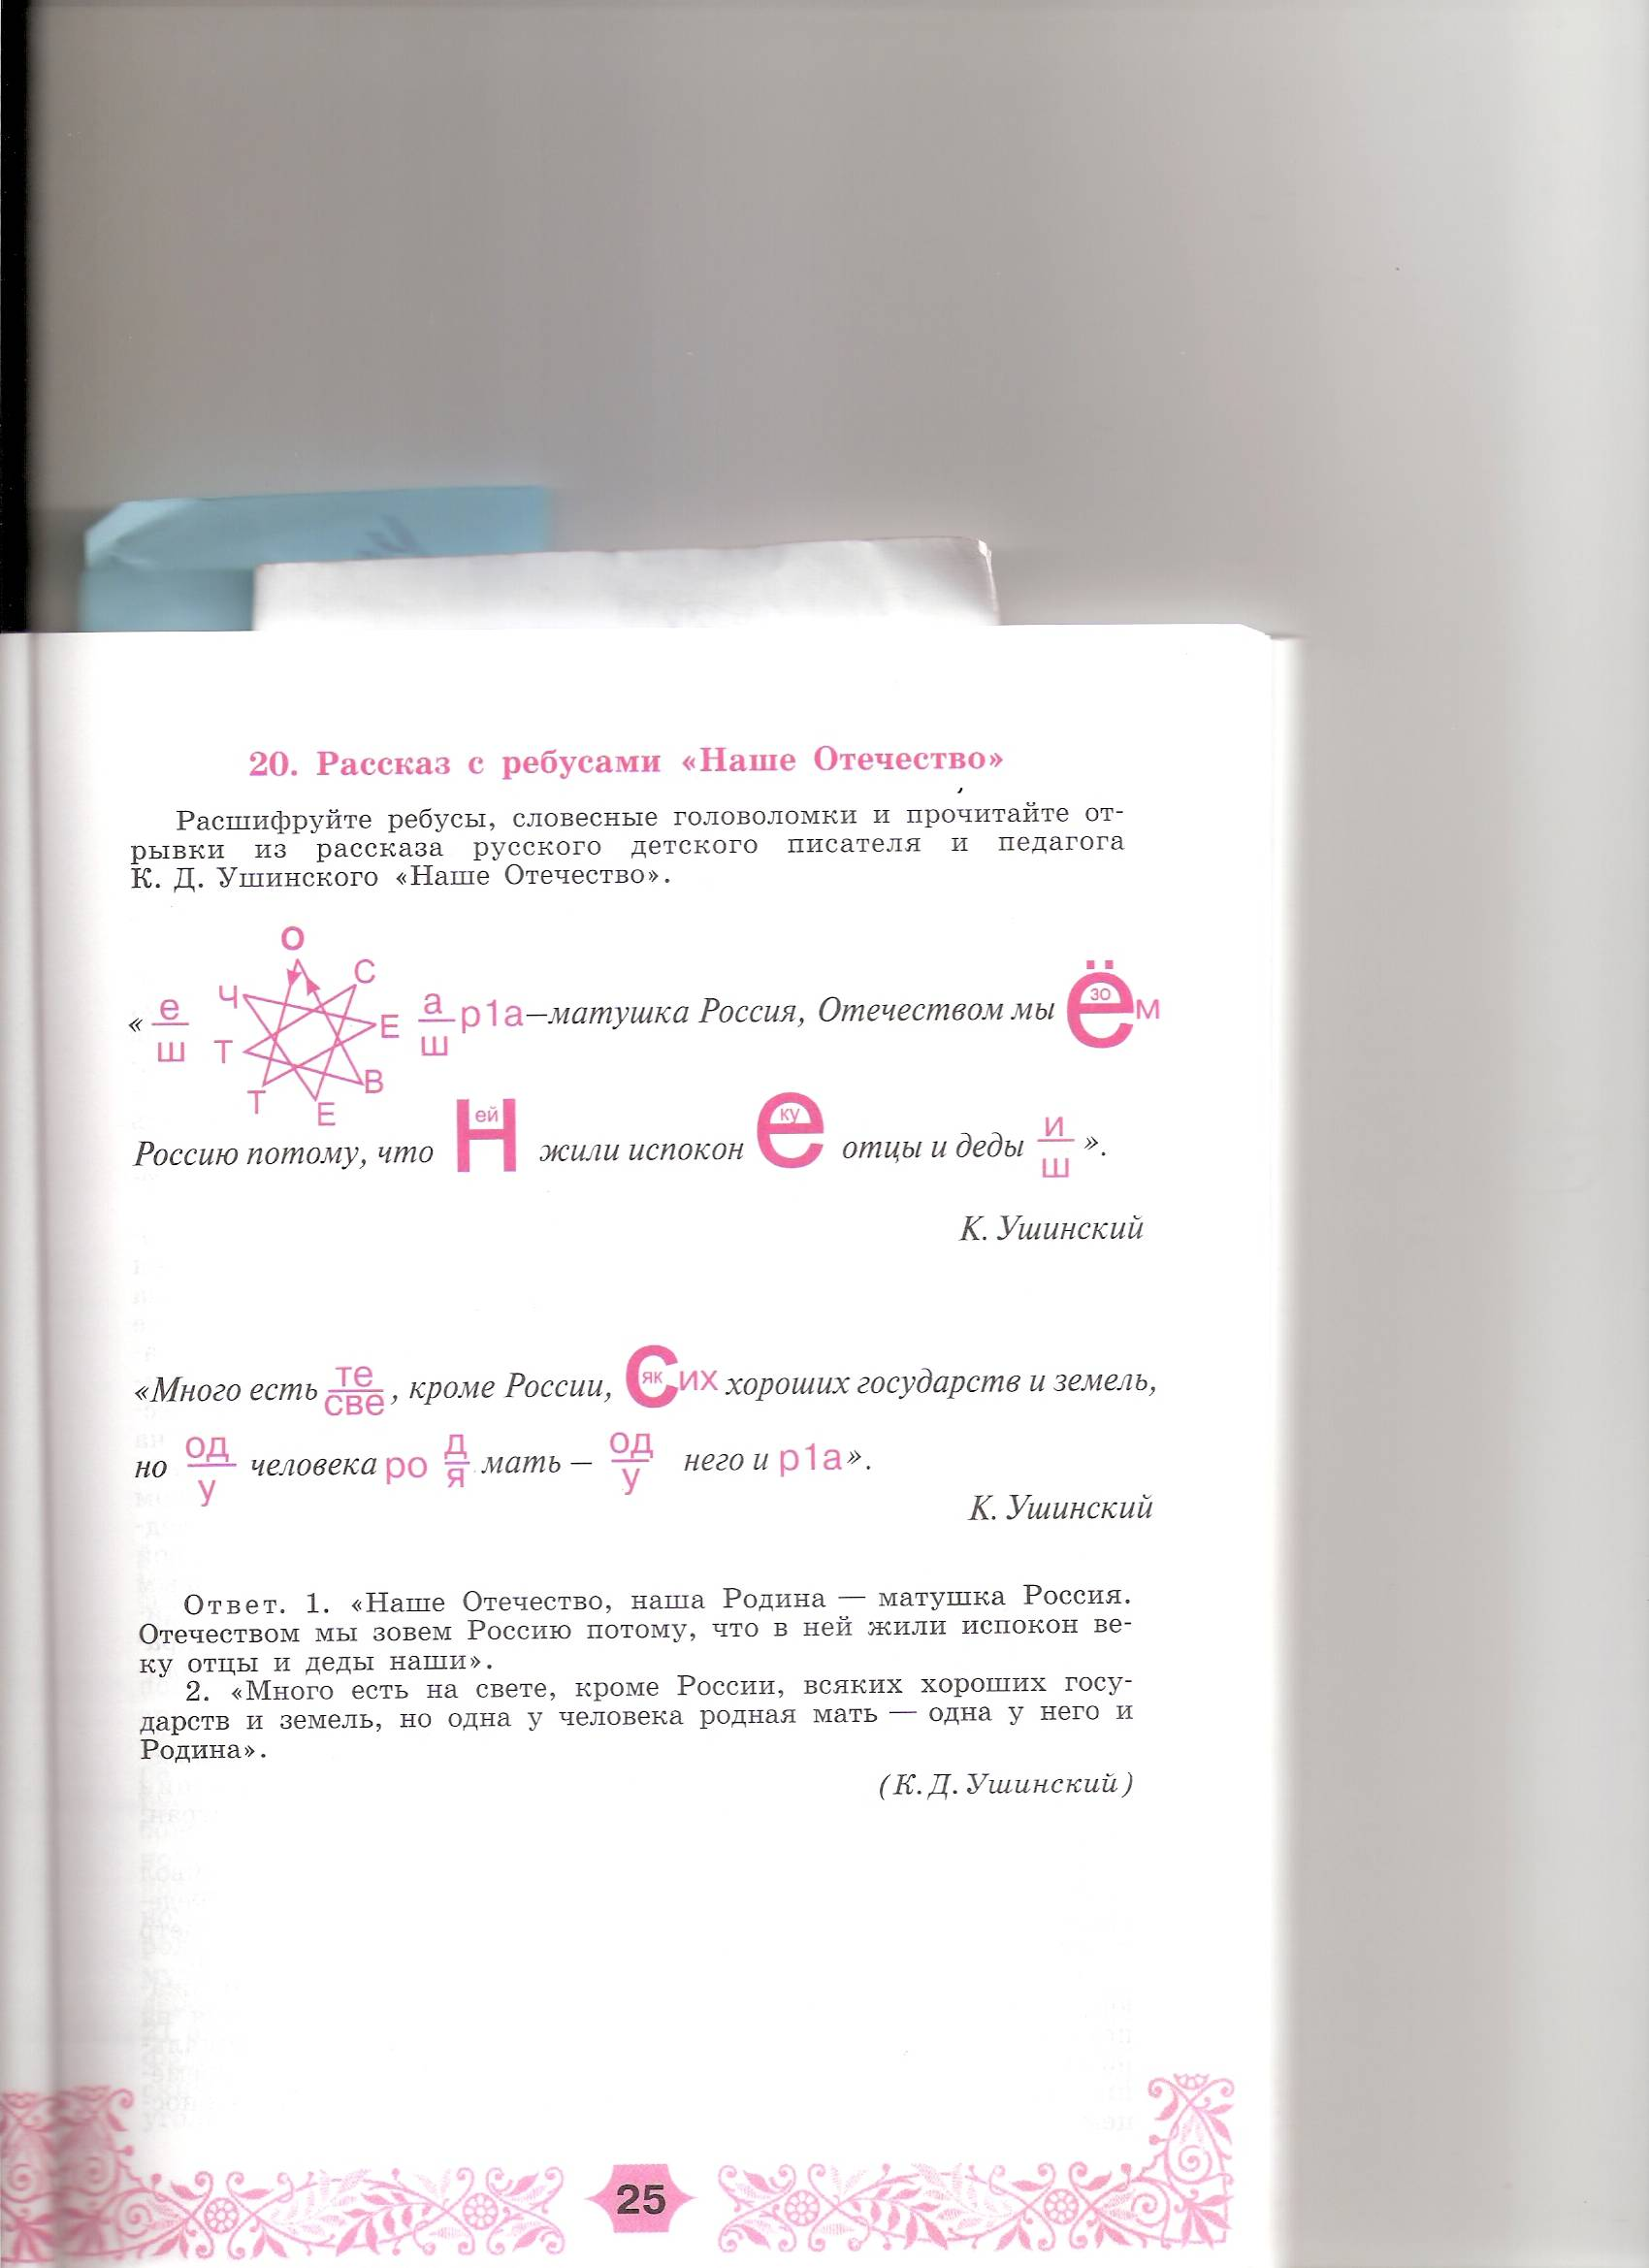 20. Рассказ с ребусами «Наше Отечество»
Расшифруйте ребусы, словесные головоломки и прочитайте от-
рывки из рассказа русского детского писателя и педагога
К. Д. Ушинского «Наше Отечество».
О
С
Ч
Е
Т
В
Т
Е
« е
ш
а
ш
р1а–матушка Россия, Отечеством мы ё зо м
Россию потому, что н ей жили испокон е ку отцы и деды и
ш ».
К. Ушинский
«Много есть те
све , кроме России, с як их хороших государств и земель,
но од
у человека ро д
я мать – од
у него и р1а».
К. Ушинский
Ответ. 1. «Наше Отечество, наша Родина — матушка Россия.
Отечеством мы зовем Россию потому, что в ней жили испокон ве-
ку отцы и деды наши».
2. «Много есть на свете, кроме России, всяких хороших госу-
дарств и земель, но одна у человека родная мать — одна у него и
Родина».
(К. Д. Ушинский)
25